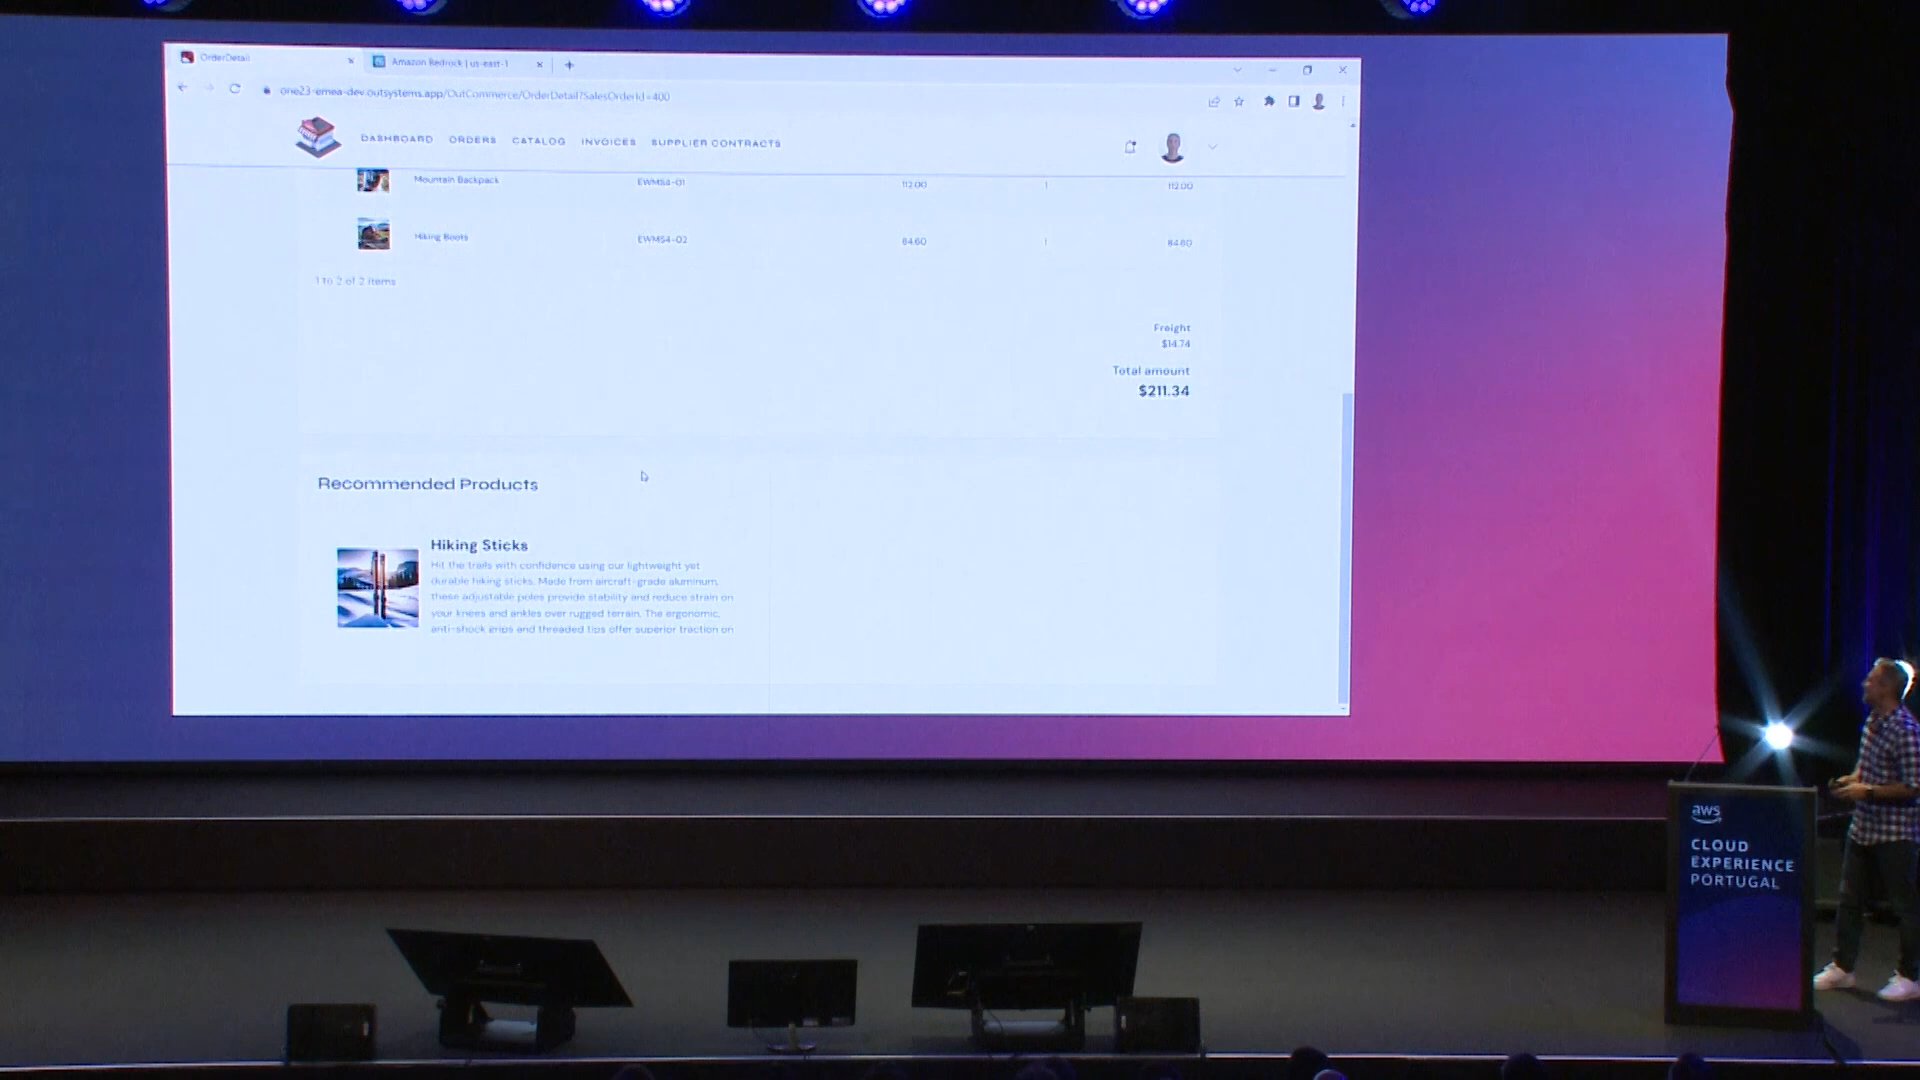 OrderDetail
Amazon Bedrock | us-east-1
one23-emea-dev.outsystems.app/OutCommerce/OrderDetail?SalesOrderId=400
DASHBOARD ORDERS CATALOG INVOICES SUPPLIER CONTRACTS
Mountain Backpack EWMS4-01 112.00 1 112.00
Hiking Boots EWMS4-02 84.60 1 84.60
1 to 2 of 2 items
Freight
$14.74
Total amount
$211.34
Recommended Products
Hiking Sticks
Hit the trails with confidence using our lightweight yet
durable hiking sticks. Made from aircraft-grade aluminum,
these adjustable poles provide stability and reduce strain on
your knees and ankles over rugged terrain. The ergonomic,
anti-shock grips and threaded tips offer superior traction on
aws
CLOUD
EXPERIENCE
PORTUGAL